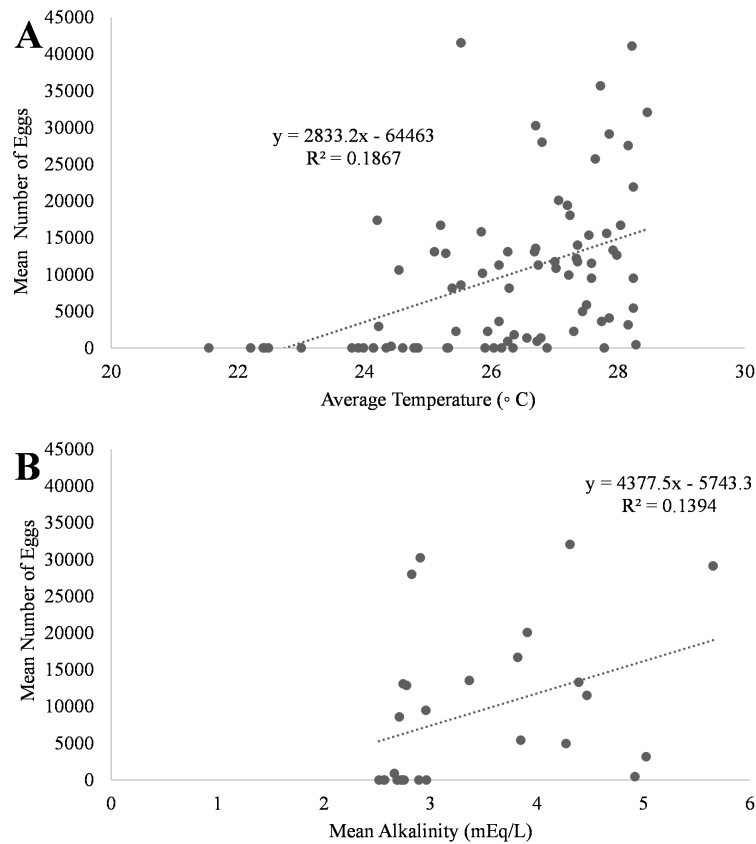 A
45000
40000
35000
30000
25000
20000
15000
10000
5000
0
Mean Number of Eggs
y = 2833.2x - 64463
R² = 0.1867
20 22 24 26 28 30
Average Temperature (∘ C)
B
45000
40000
35000
30000
25000
20000
15000
10000
5000
0
Mean Number of Eggs
y = 4377.5x - 5743.3
R² = 0.1394
0 1 2 3 4 5 6
Mean Alkalinity (mEq/L)